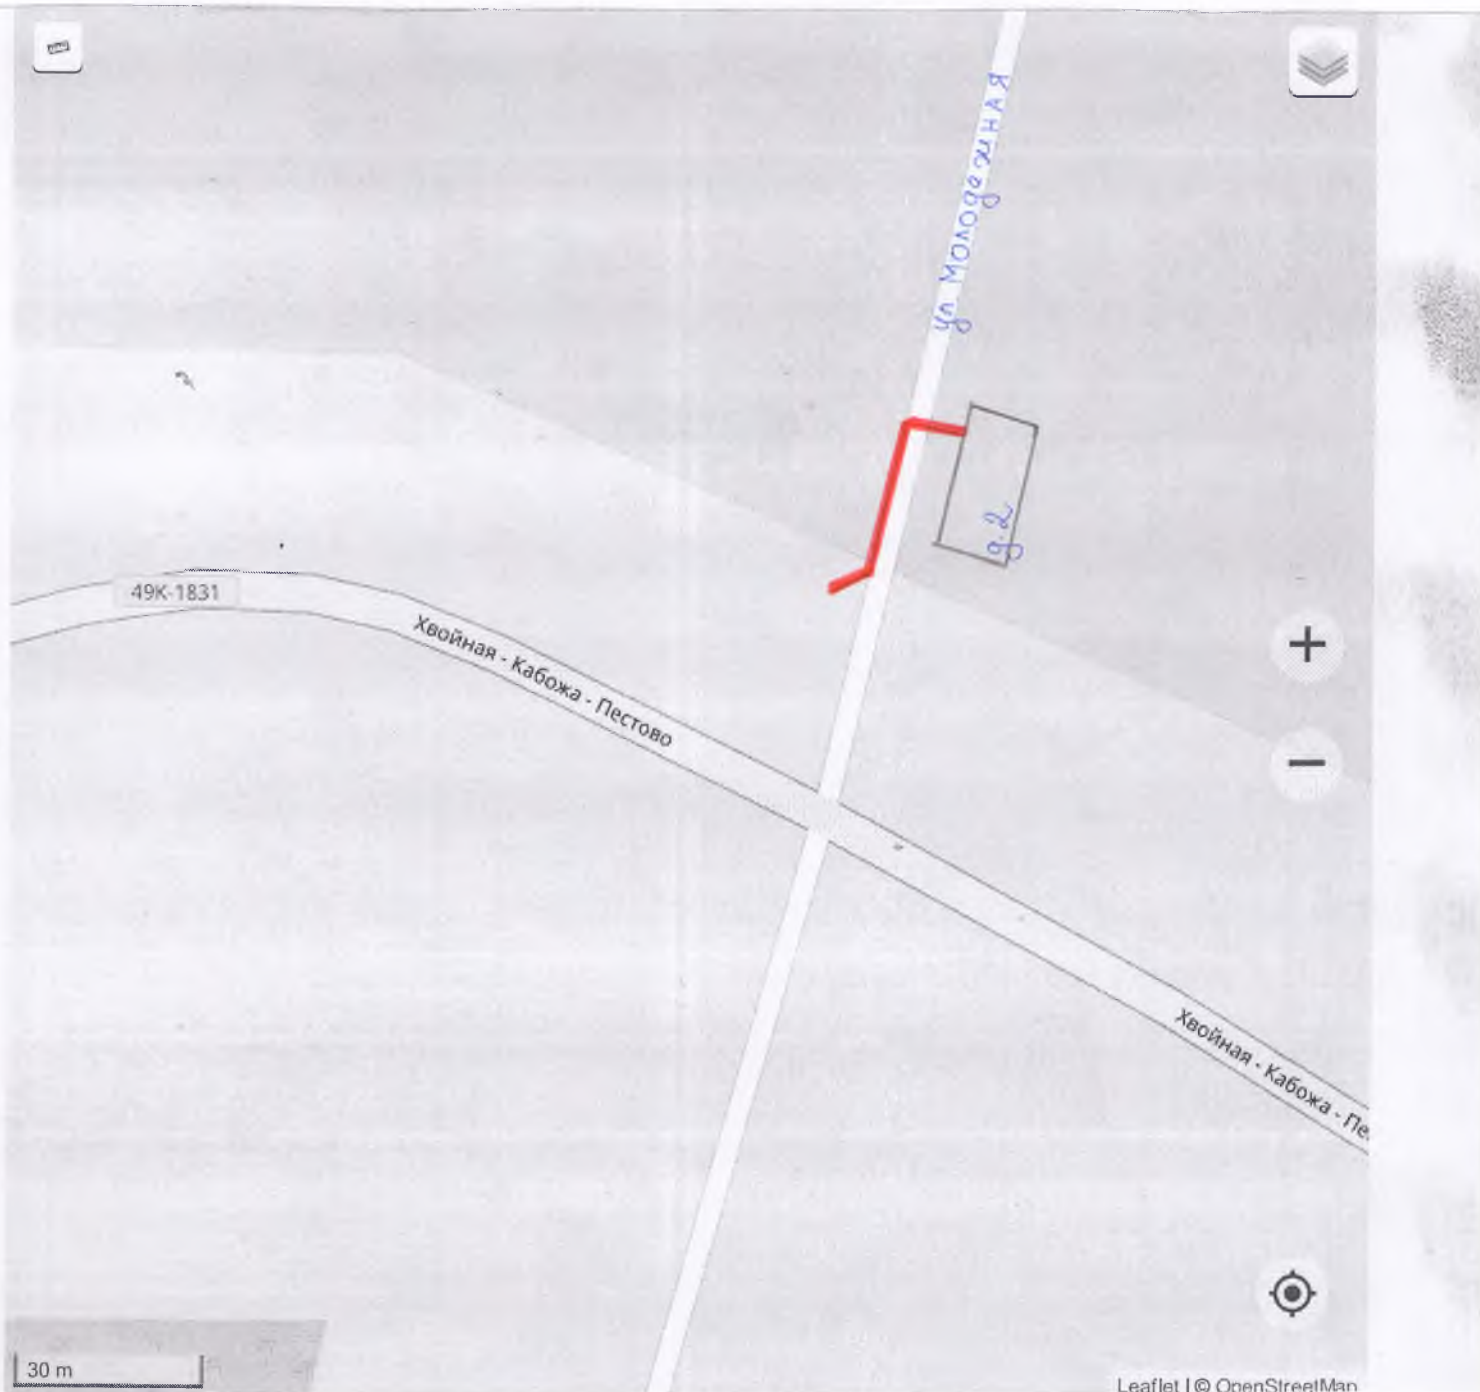 ул Молодежная
д.2
49К-1831
Хвойная - Кабожа - Пестово
Хвойная - Кабожа - Пе
30 m
Leaflet | © OpenStreetMap